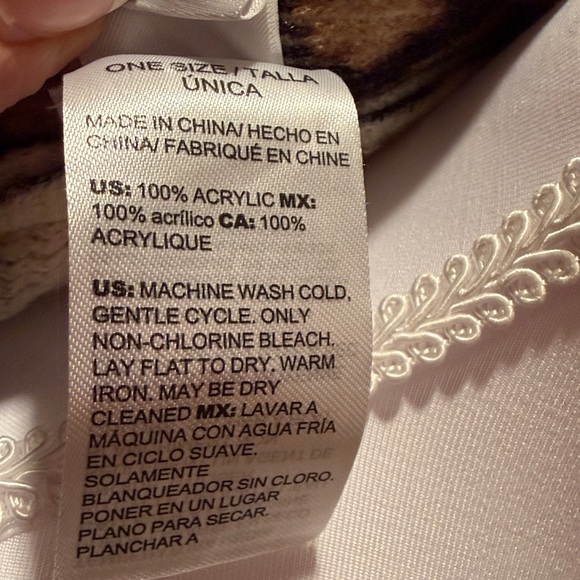 ONE SIZE / TALLA
ÚNICA
MADE IN CHINA/ HECHO EN
CHINA/ FABRIQUÉ EN CHINE
US: 100% ACRYLIC MX:
100% acrílico CA: 100%
ACRYLIQUE
US: MACHINE WASH COLD,
GENTLE CYCLE. ONLY
NON-CHLORINE BLEACH.
LAY FLAT TO DRY. WARM
IRON. MAY BE DRY
CLEANED MX: LAVAR A
MÁQUINA CON AGUA FRÍA
EN CICLO SUAVE.
SOLAMENTE
BLANQUEADOR SIN CLORO.
PONER EN UN LUGAR
PLANO PARA SECAR.
PLANCHAR A